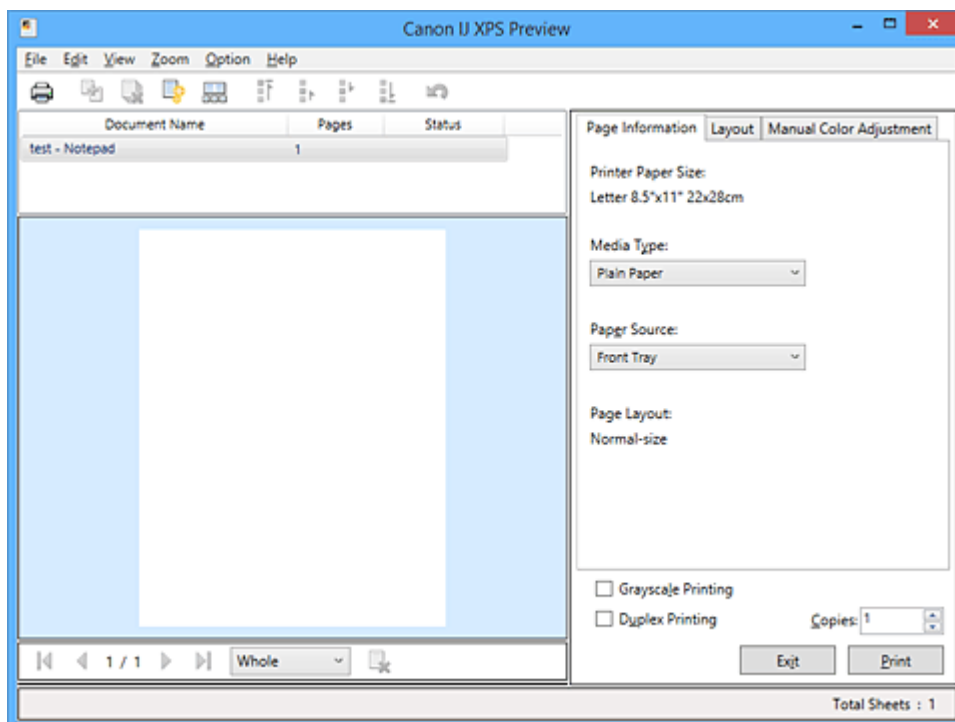 Canon IJ XPS Preview
File Edit View Zoom Option Help
Document Name Pages Status
test - Notepad 1
Page Information Layout Manual Color Adjustment
Printer Paper Size:
Letter 8.5"x11" 22x28cm
Media Type:
Plain Paper
Paper Source:
Front Tray
Page Layout:
Normal-size
Grayscale Printing
Duplex Printing Copies: 1
1 / 1 Whole Exit Print
Total Sheets : 1